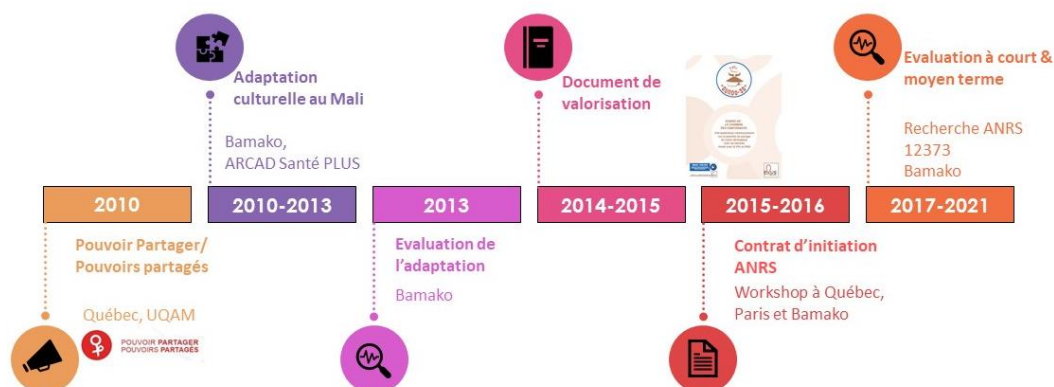 Adaptation
culturelle au Mali
Bamako,
ARCAD Santé PLUS
Document de
valorisation
Evaluation à court &
moyen terme
Recherche ANRS
12373
Bamako
2010
2010-2013
2013
2014-2015
2015-2016
2017-2021
Pouvoir Partager/
Pouvoirs partagés
Québec, UQAM
POUVOIR PARTAGER
POUVOIRS PARTAGÉS
Evaluation de
l'adaptation
Bamako
Contrat d'initiation
ANRS
Workshop à Québec,
Paris et Bamako